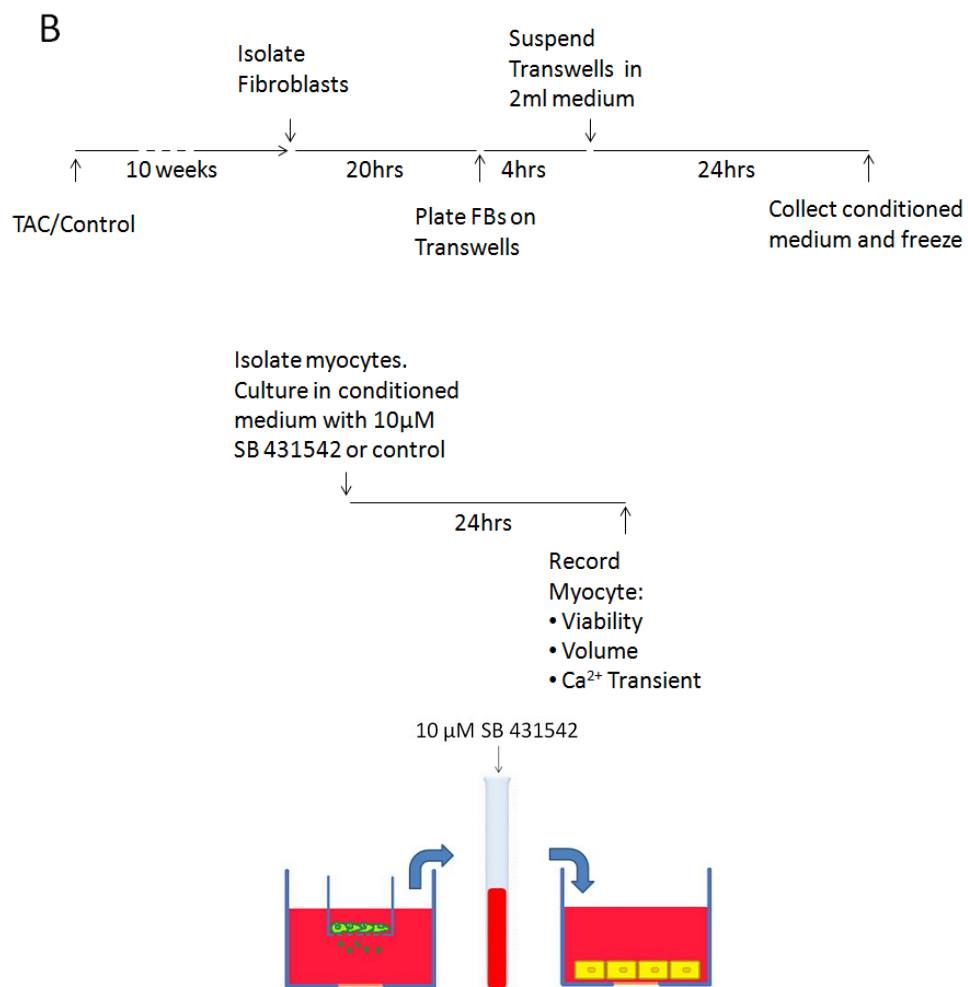 B
Isolate
Fibroblasts
Suspend
Transwells in
2ml medium
10 weeks
20hrs
4hrs
24hrs
TAC/Control
Plate FBs on
Transwells
Collect conditioned
medium and freeze
Isolate myocytes.
Culture in conditioned
medium with 10µM
SB 431542 or control
24hrs
Record
Myocyte:
• Viability
• Volume
• Ca²⁺ Transient
10 µM SB 431542